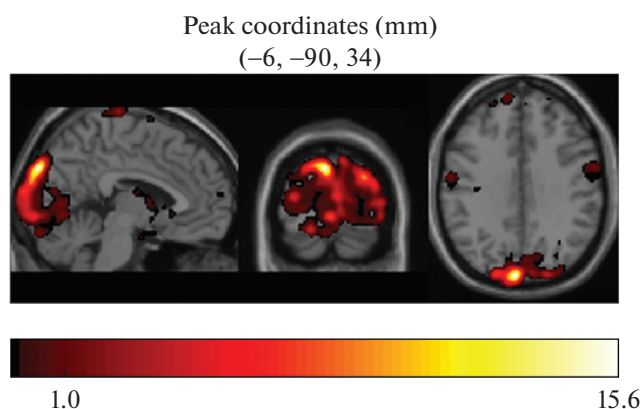 Peak coordinates (mm)
(–6, –90, 34)
1.0 15.6